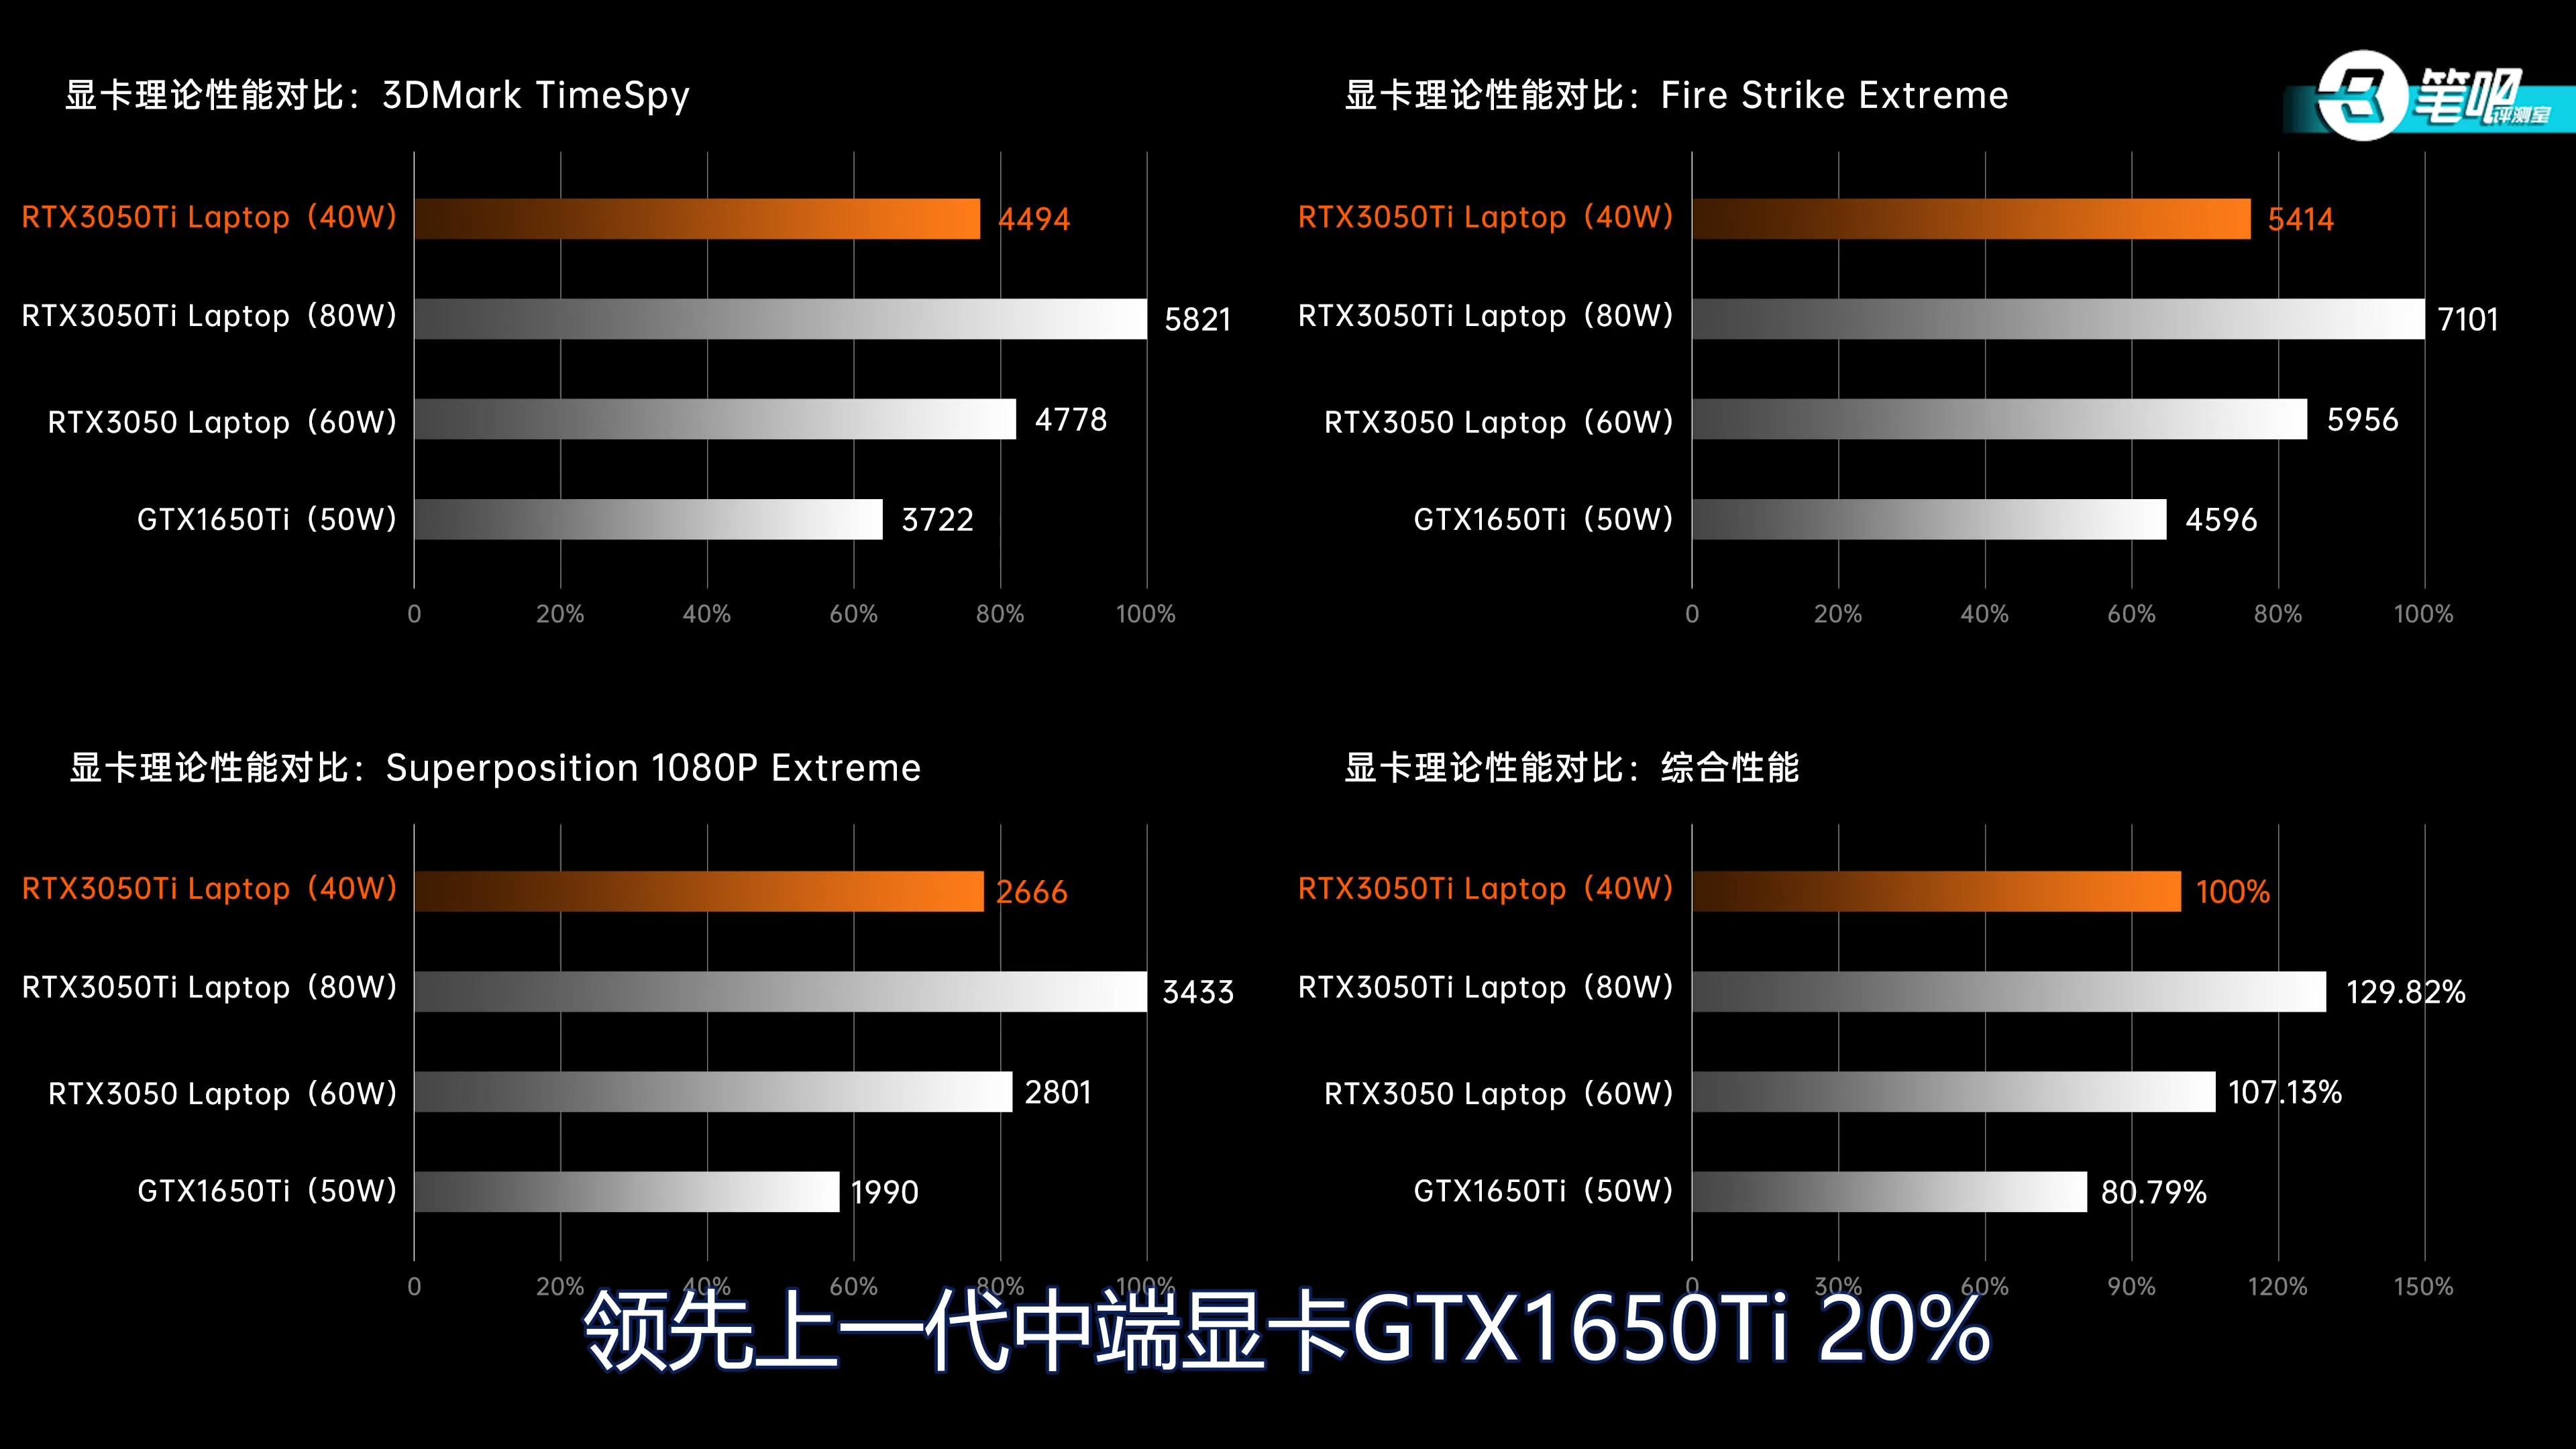 显卡理论性能对比：3DMark TimeSpy
RTX3050Ti Laptop（40W）
4494
RTX3050Ti Laptop（80W）
5821
RTX3050 Laptop（60W）
4778
GTX1650Ti（50W）
3722
0 20% 40% 60% 80% 100%
显卡理论性能对比：Fire Strike Extreme
笔吧评测室
RTX3050Ti Laptop（40W）
5414
RTX3050Ti Laptop（80W）
7101
RTX3050 Laptop（60W）
5956
GTX1650Ti（50W）
4596
0 20% 40% 60% 80% 100%
显卡理论性能对比：Superposition 1080P Extreme
RTX3050Ti Laptop（40W）
2666
RTX3050Ti Laptop（80W）
3433
RTX3050 Laptop（60W）
2801
GTX1650Ti（50W）
1990
0 20% 40% 60% 80% 100%
显卡理论性能对比：综合性能
RTX3050Ti Laptop（40W）
100%
RTX3050Ti Laptop（80W）
129.82%
RTX3050 Laptop（60W）
107.13%
GTX1650Ti（50W）
80.79%
0 30% 60% 90% 120% 150%
领先上一代中端显卡GTX1650Ti 20%